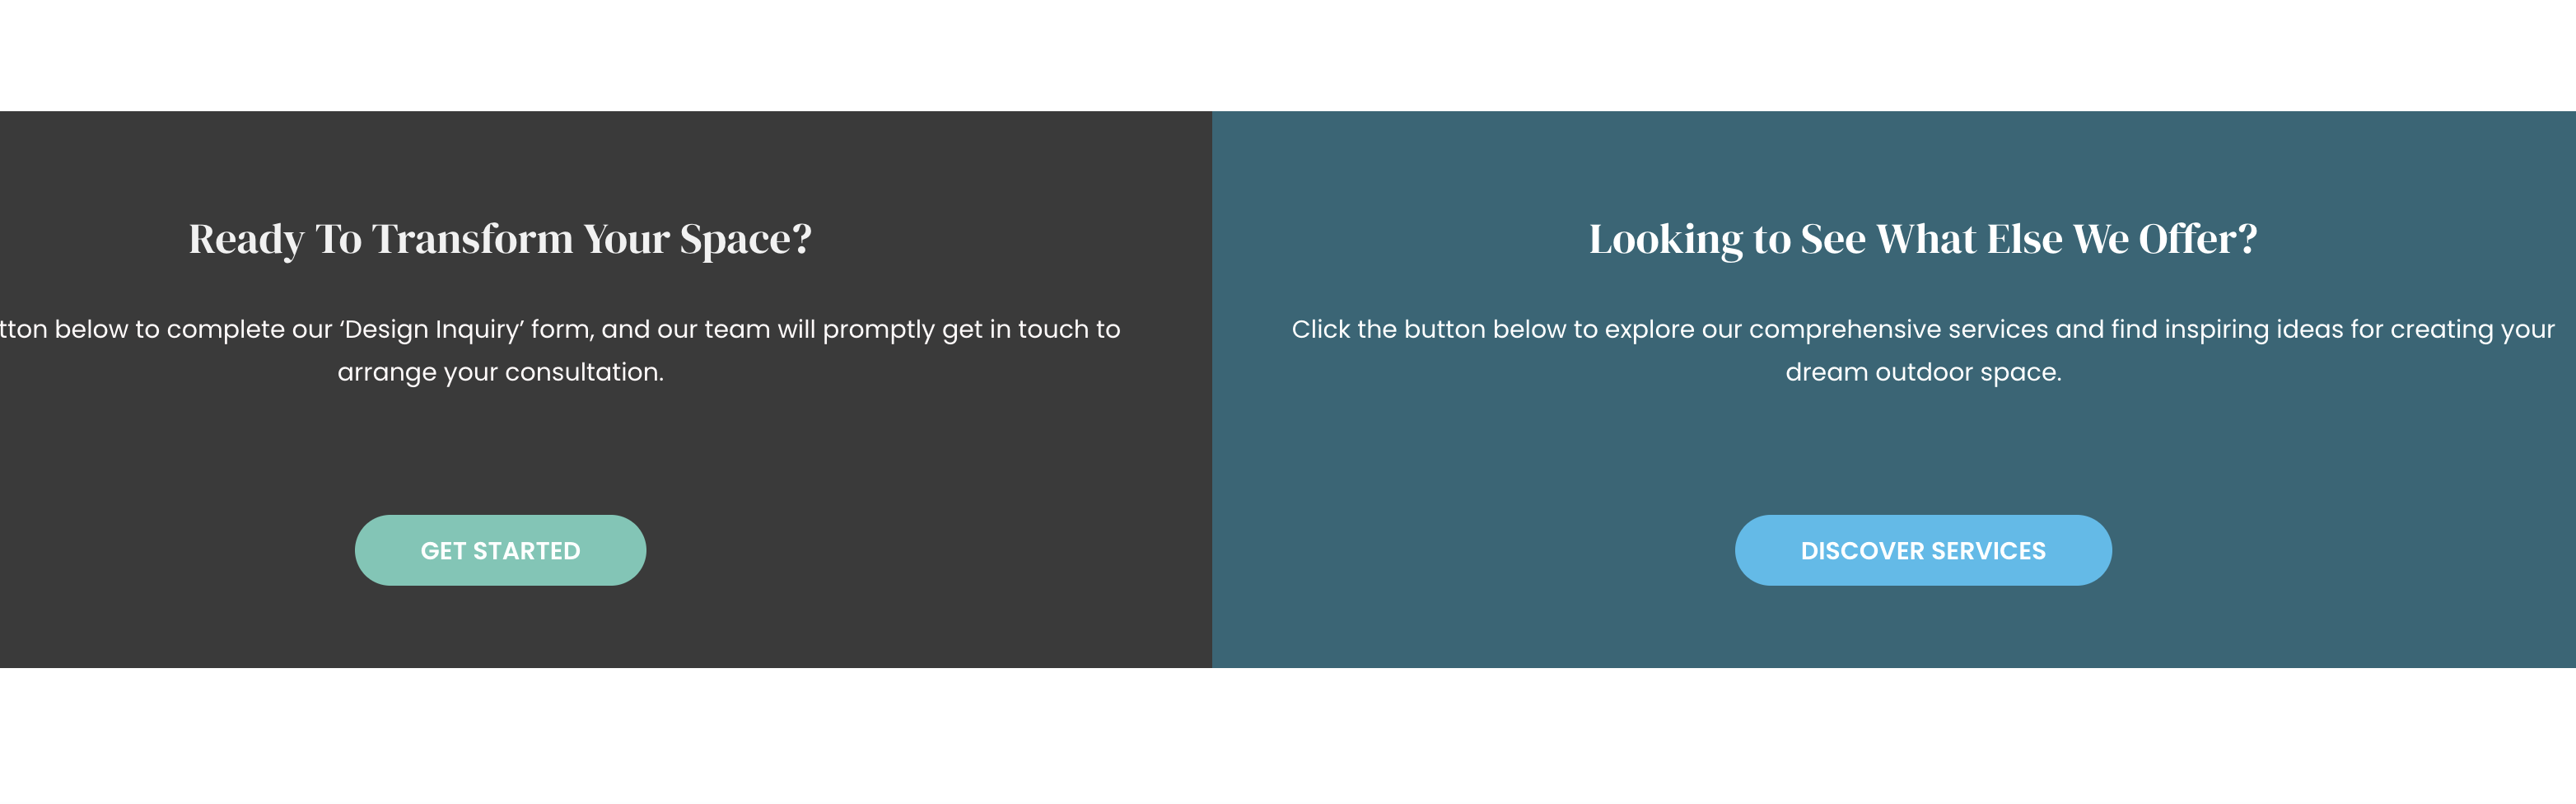 Ready To Transform Your Space?
tton below to complete our ‘Design Inquiry’ form, and our team will promptly get in touch to
arrange your consultation.
GET STARTED
Looking to See What Else We Offer?
Click the button below to explore our comprehensive services and find inspiring ideas for creating your
dream outdoor space.
DISCOVER SERVICES